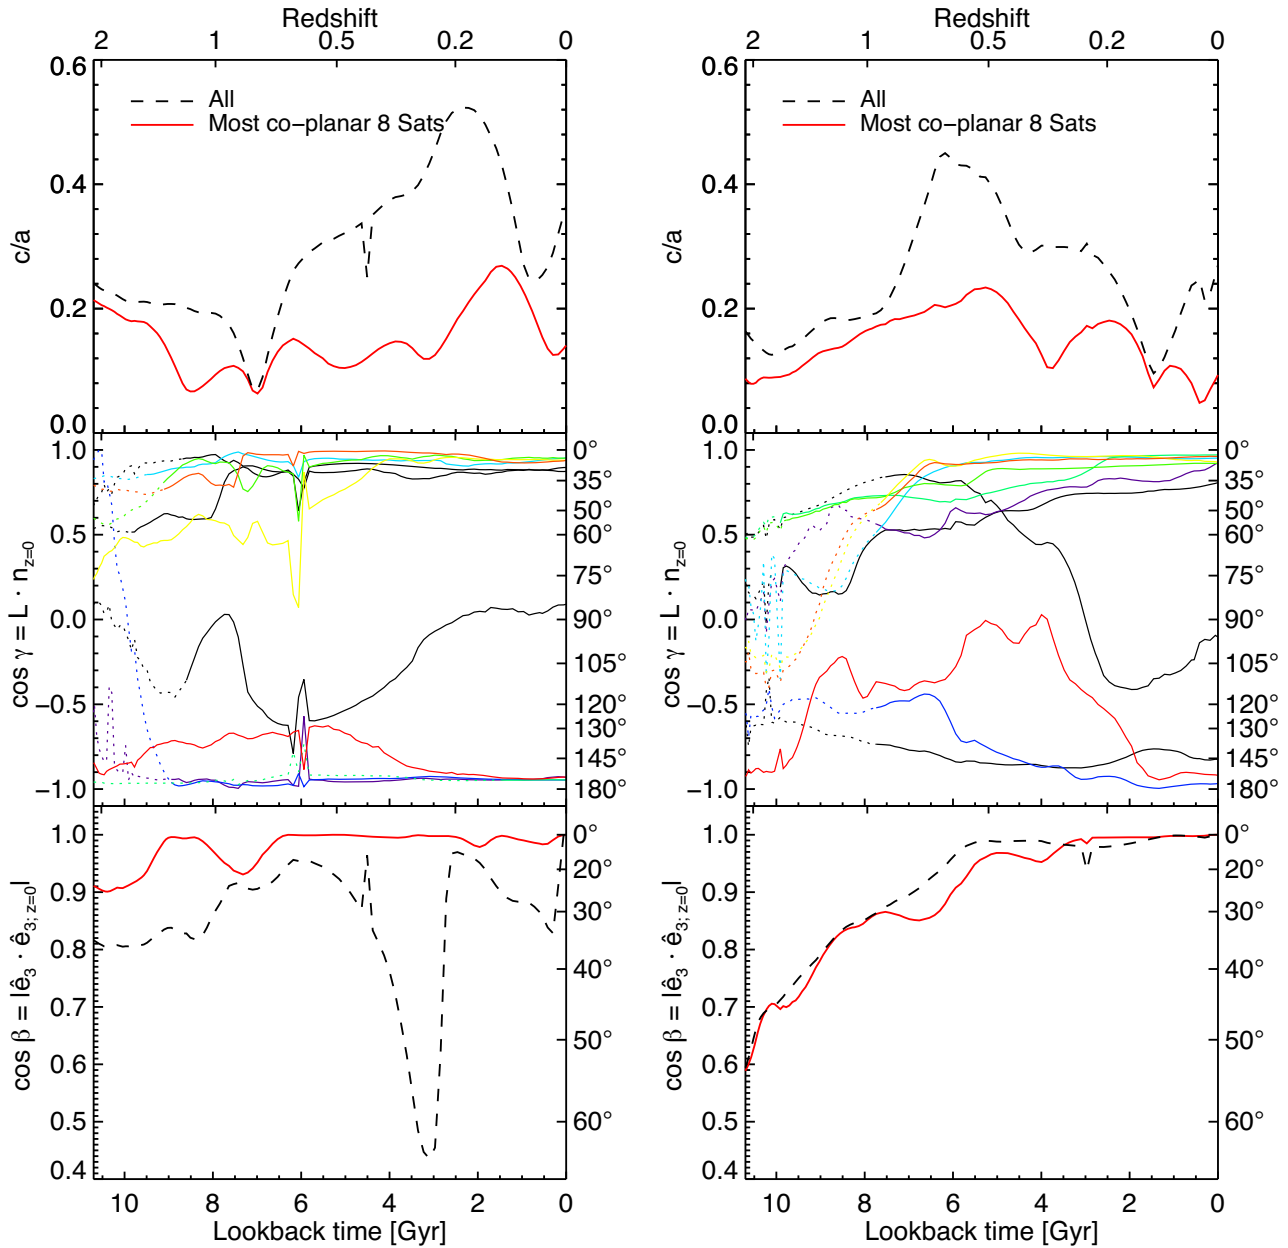 Redshift Redshift
2 1 0.5 0.2 0 2 1 0.5 0.2 0
0.6 0.6
All All
Most co−planar 8 Sats Most co−planar 8 Sats
0.4 0.4
c/a c/a
0.2 0.2
0.0 0.0
1.0 0° 1.0 0°
35° 35°
0.5 50° 0.5 50°
60° 60°
75° 75°
cos γ = L · n_{z=0} cos γ = L · n_{z=0}
0.0 90° 0.0 90°
105° 105°
−0.5 120° −0.5 120°
130° 130°
145° 145°
−1.0 180° −1.0 180°
1.0 0° 1.0 0°
20° 20°
0.9 30° 0.9 30°
0.8 40° 0.8 40°
cos β = |ê_3 · ê_{3; z=0}| cos β = |ê_3 · ê_{3; z=0}|
0.7 50° 0.7 50°
0.6 0.6
0.5 60° 0.5 60°
0.4 0.4
10 8 6 4 2 0 10 8 6 4 2 0
Lookback time [Gyr] Lookback time [Gyr]